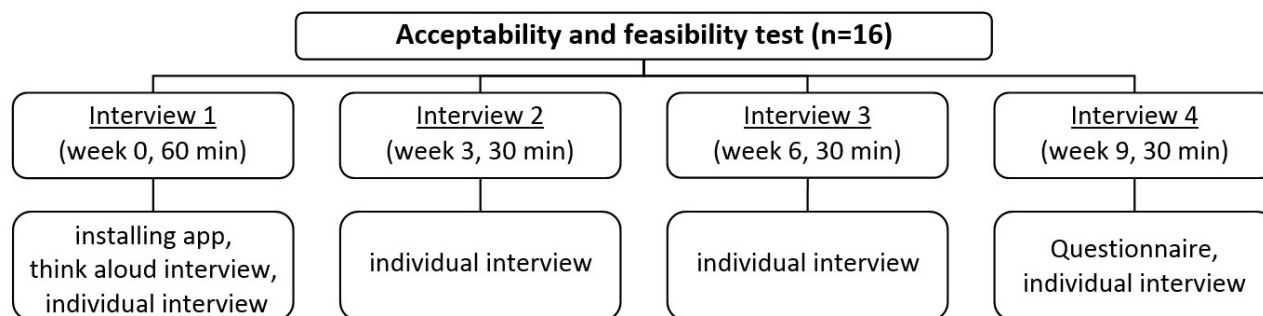 Acceptability and feasibility test (n=16)
Interview 1
(week 0, 60 min)
Interview 2
(week 3, 30 min)
Interview 3
(week 6, 30 min)
Interview 4
(week 9, 30 min)
installing app,
think aloud interview,
individual interview
individual interview
individual interview
Questionnaire,
individual interview